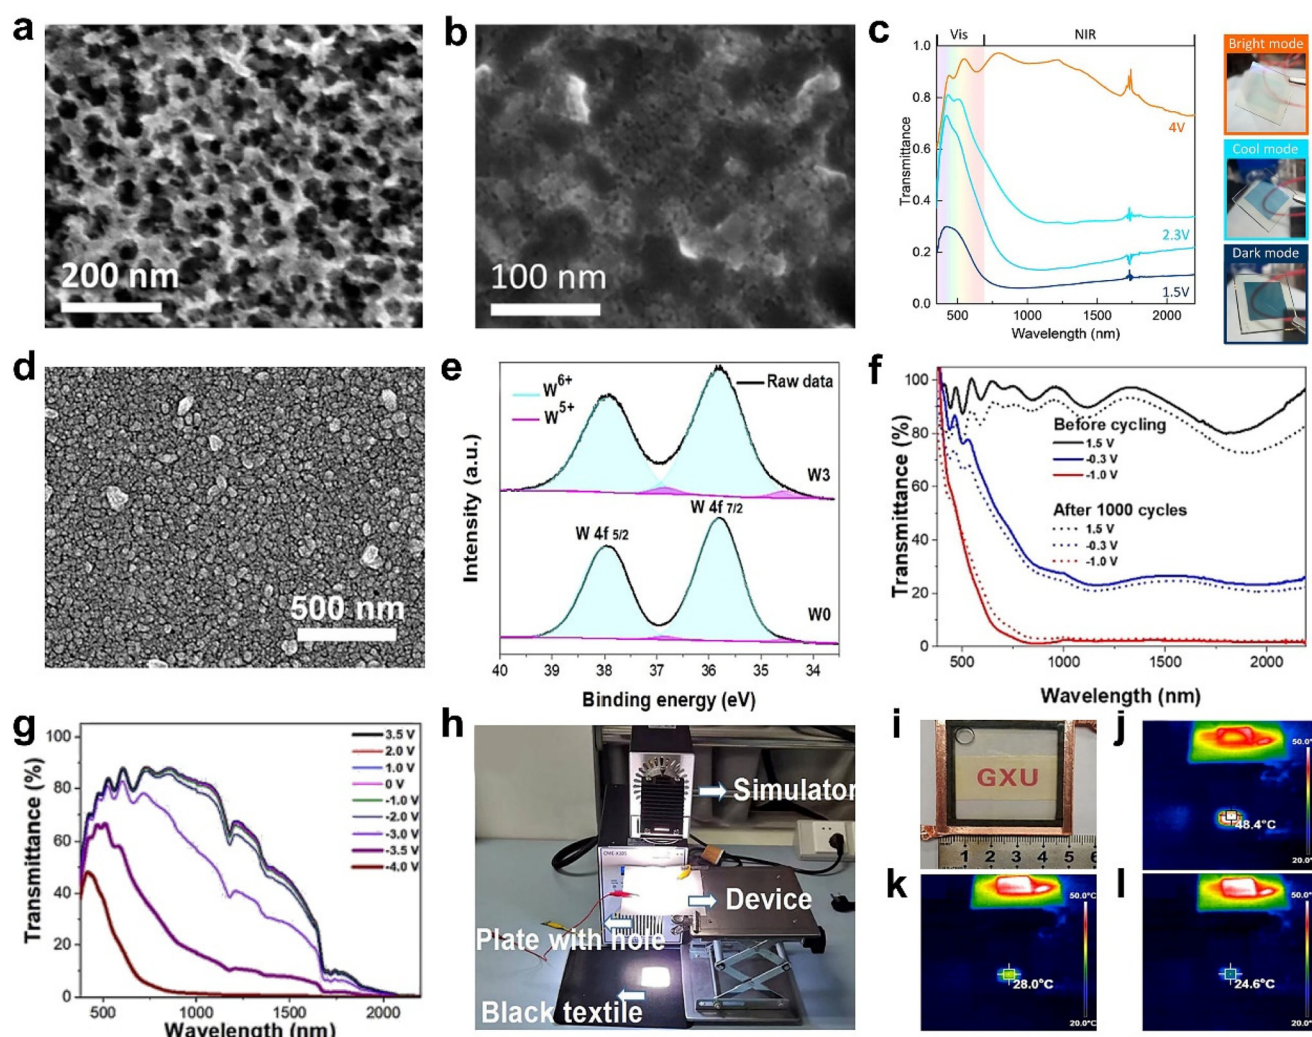 a
200 nm
b
100 nm
c
Vis
NIR
1.0
0.8
0.6
0.4
0.2
0.0
Transmittance
4V
2.3V
1.5V
500
1000
1500
2000
Wavelength (nm)
Bright mode
Cool mode
Dark mode
d
500 nm
e
W6+
W5+
Raw data
W3
W 4f 5/2
W 4f 7/2
W0
Intensity (a.u.)
40
39
38
37
36
35
34
Binding energy (eV)
f
100
80
60
40
20
0
Transmittance (%)
Before cycling
1.5 V
-0.3 V
-1.0 V
After 1000 cycles
1.5 V
-0.3 V
-1.0 V
500
1000
1500
2000
Wavelength (nm)
g
100
80
60
40
20
0
Transmittance (%)
3.5 V
2.0 V
1.0 V
0 V
-1.0 V
-2.0 V
-3.0 V
-3.5 V
-4.0 V
500
1000
1500
2000
Wavelength (nm)
h
Simulator
Device
Plate with hole
Black textile
i
GXU
1 2 3 4 5 6
j
50.0°
48.4°C
20.0°
k
50.0°C
28.0°C
20.0°C
l
50.0°
24.6°C
20.0°